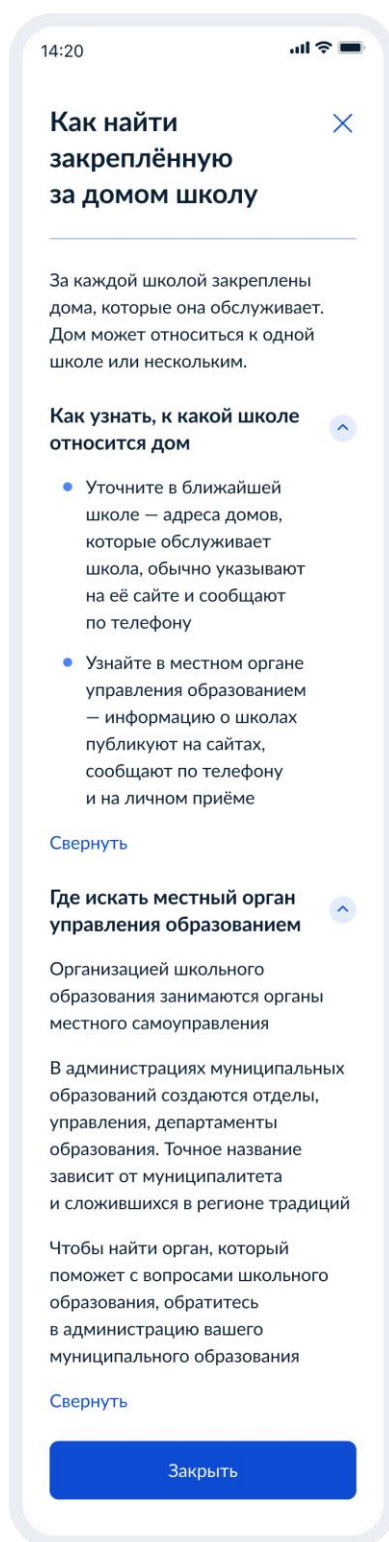 14:20
Как найти
закреплённую
за домом школу
За каждой школой закреплены
дома, которые она обслуживает.
Дом может относиться к одной
школе или нескольким.
Как узнать, к какой школе
относится дом
Уточните в ближайшей
школе — адреса домов,
которые обслуживает
школа, обычно указывают
на её сайте и сообщают
по телефону
Узнайте в местном органе
управления образованием
— информацию о школах
публикуют на сайтах,
сообщают по телефону
и на личном приёме
Свернуть
Где искать местный орган
управления образованием
Организацией школьного
образования занимаются органы
местного самоуправления
В администрациях муниципальных
образований создаются отделы,
управления, департаменты
образования. Точное название
зависит от муниципалитета
и сложившихся в регионе традиций
Чтобы найти орган, который
поможет с вопросами школьного
образования, обратитесь
в администрацию вашего
муниципального образования
Свернуть
Закрыть